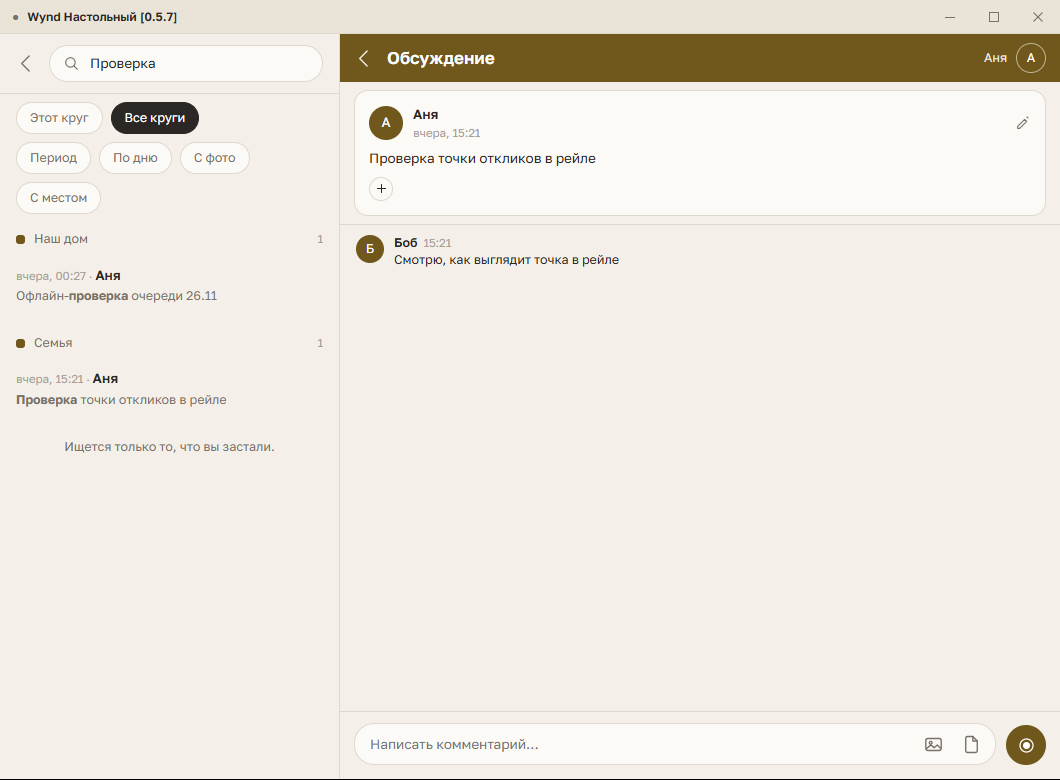 Wynd Настольный [0.5.7]
Проверка
Этот круг
Все круги
Период
По дню
С фото
С местом
Наш дом 1
вчера, 00:27 · Аня
Офлайн-проверка очереди 26.11
Семья 1
вчера, 15:21 · Аня
Проверка точки откликов в рейле
Ищется только то, что вы застали.
Обсуждение
Аня А
А
Аня
вчера, 15:21
Проверка точки откликов в рейле
Б
Боб 15:21
Смотрю, как выглядит точка в рейле
Написать комментарий...